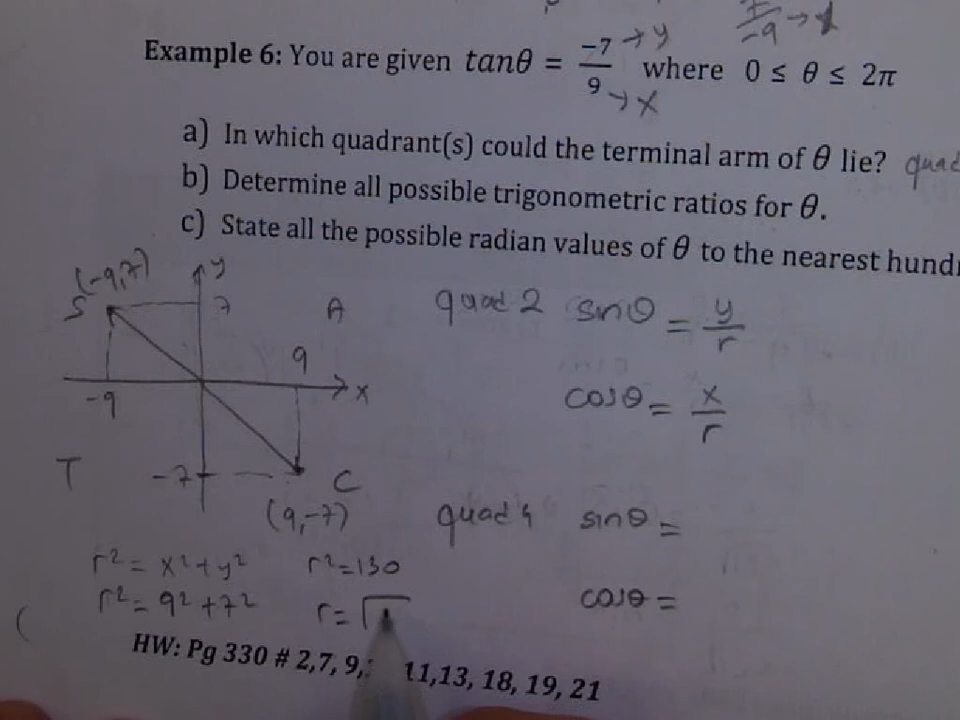 7/-9 → x
Example 6: You are given tanθ = -7/9 where 0 ≤ θ ≤ 2π
→ y
→ x
a) In which quadrant(s) could the terminal arm of θ lie? quad
b) Determine all possible trigonometric ratios for θ.
c) State all the possible radian values of θ to the nearest hund
(-9,7)
S
y
7
A
9
-9
x
T
-7
C
(9,-7)
quad 2 sinθ = y/r
cosθ = x/r
quad 4 sinθ =
cosθ =
r² = x² + y² r² = 130
r² = 9² + 7² r = √
HW: Pg 330 # 2,7, 9, 11,13, 18, 19, 21